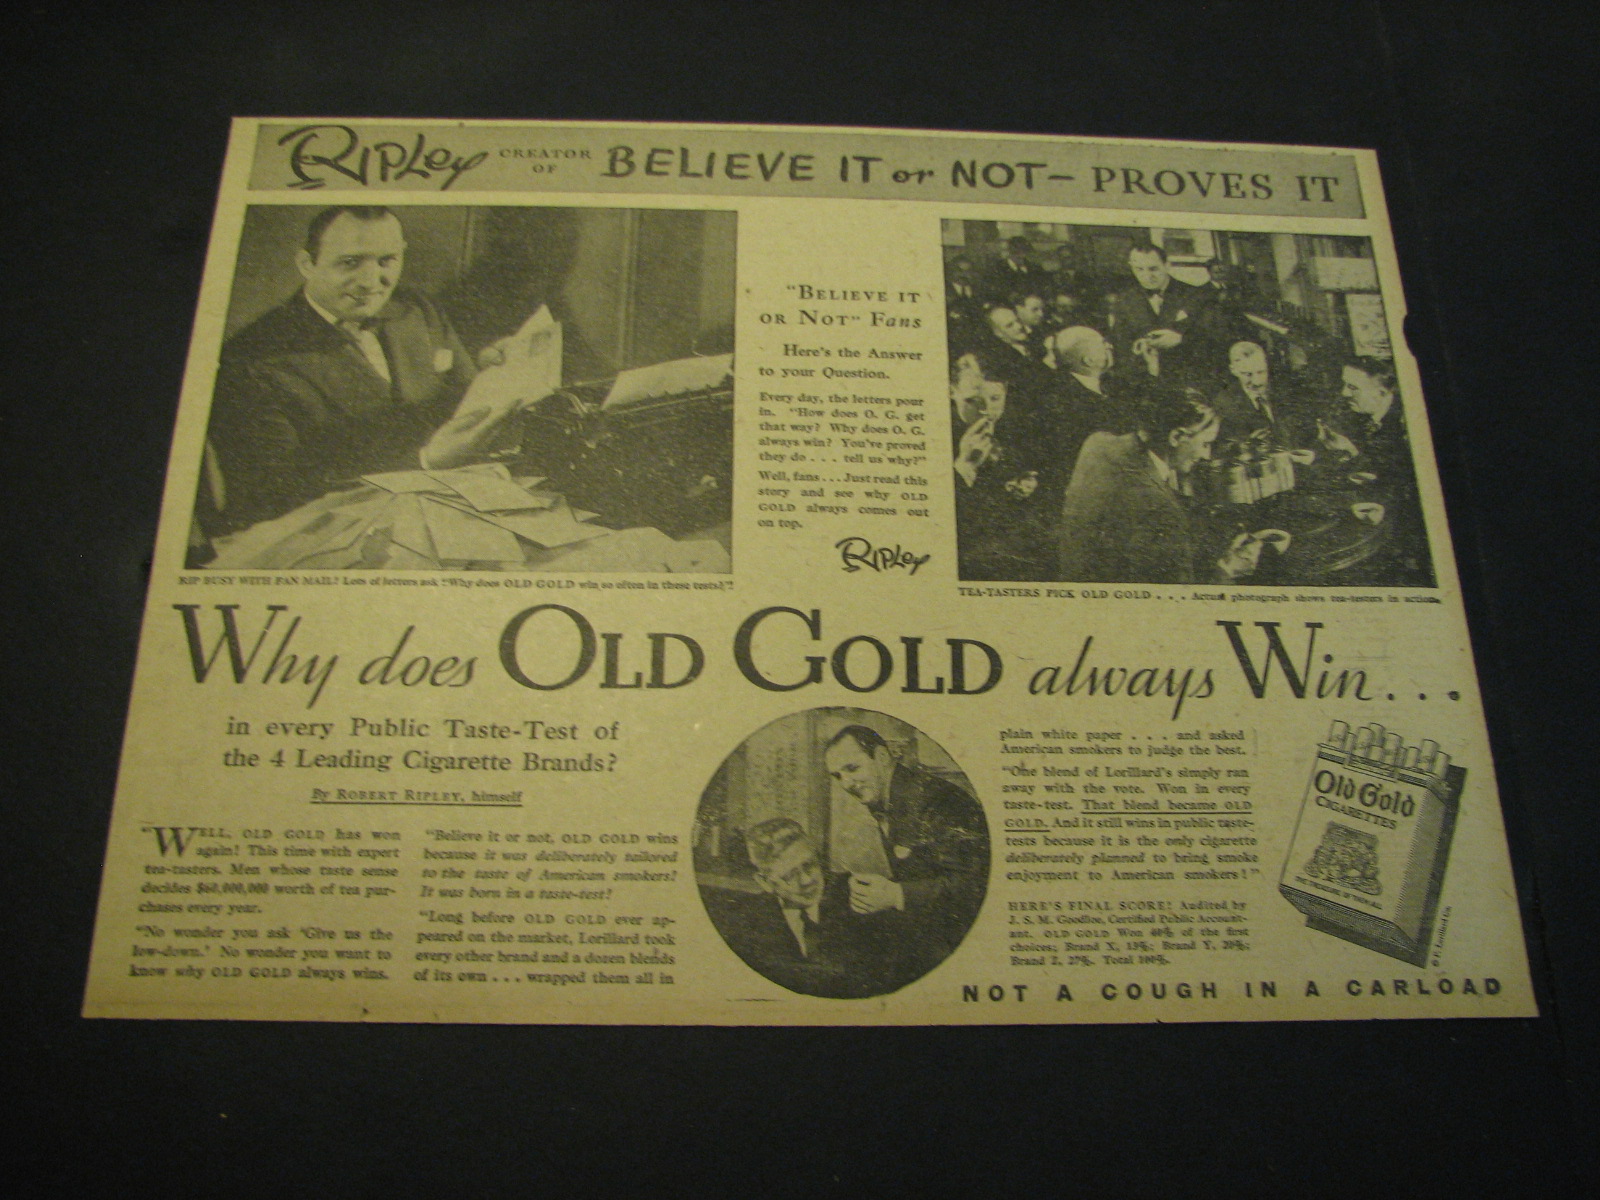 RIPLEY CREATOR OF BELIEVE IT or NOT— PROVES IT
"BELIEVE IT
OR NOT" Fans
Here's the Answer
to your Question.
Every day, the letters pour
in. "How does O. G. get
that way? Why does O. G.
always win? You've proved
they do . . . tell us why?"
Well, fans . . . Just read this
story and see why OLD
GOLD always comes out
on top.
RIPLEY
RIP BUSY WITH FAN MAIL! Lots of letters ask "Why does OLD GOLD win so often in these tests?"
TEA-TASTERS PICK OLD GOLD . . . Actual photograph shows tea-tasters in action.
Why does OLD GOLD always Win . . .
in every Public Taste-Test of
the 4 Leading Cigarette Brands?
By ROBERT RIPLEY, himself
"WELL, OLD GOLD has won
again! This time with expert
tea-tasters. Men whose taste sense
decides $60,000,000 worth of tea pur-
chases every year.
"No wonder you ask 'Give us the
low-down.' No wonder you want to
know why OLD GOLD always wins.
"Believe it or not, OLD GOLD wins
because it was deliberately tailored
to the taste of American smokers!
It was born in a taste-test!
"Long before OLD GOLD ever ap-
peared on the market, Lorillard took
every other brand and a dozen blends
of its own . . . wrapped them all in
plain white paper . . . and asked
American smokers to judge the best.
"One blend of Lorillard's simply ran
away with the vote. Won in every
taste-test. That blend became OLD
GOLD. And it still wins in public taste-
tests because it is the only cigarette
deliberately planned to bring smoke
enjoyment to American smokers!"
HERE'S FINAL SCORE! Audited by
J. S. M. Goodloe, Certified Public Account-
ant. OLD GOLD Won 40% of the first
choices; Brand X, 13%; Brand Y, 20%;
Brand Z, 27%. Total 100%.
Old Gold
CIGARETTES
THE TREASURE OF THEM ALL
© P. Lorillard Co.
NOT A COUGH IN A CARLOAD